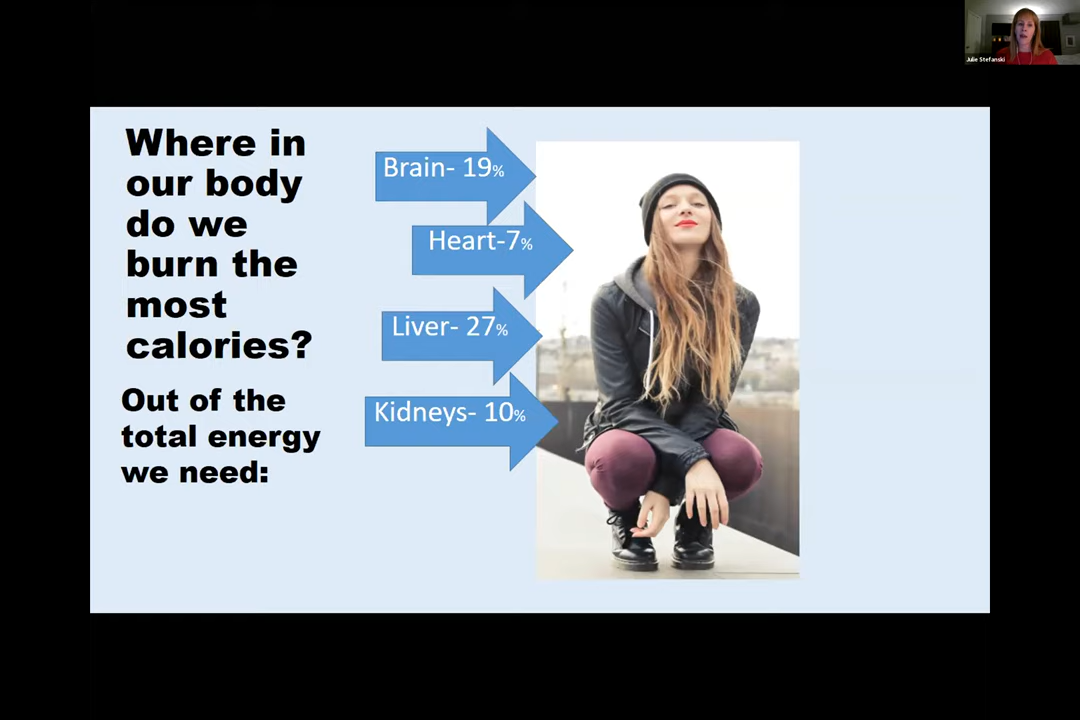 Julie Stefanski
Where in
our body
do we
burn the
most
calories?
Out of the
total energy
we need:
Brain- 19%
Heart-7%
Liver- 27%
Kidneys- 10%